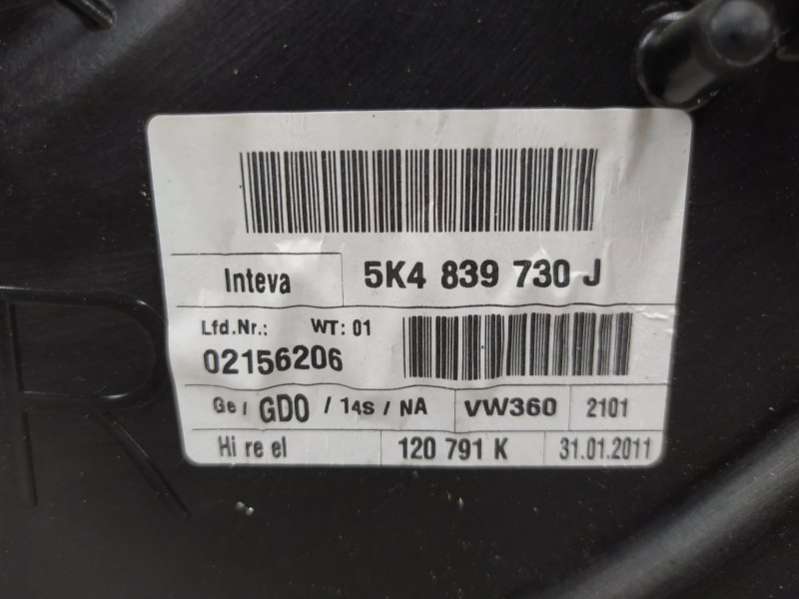 Inteva 5K4 839 730 J
Lfd.Nr.: WT: 01
02156206
Ge / GDO / 14S / NA VW360 2101
Hi re el 120 791 K 31.01.2011
R